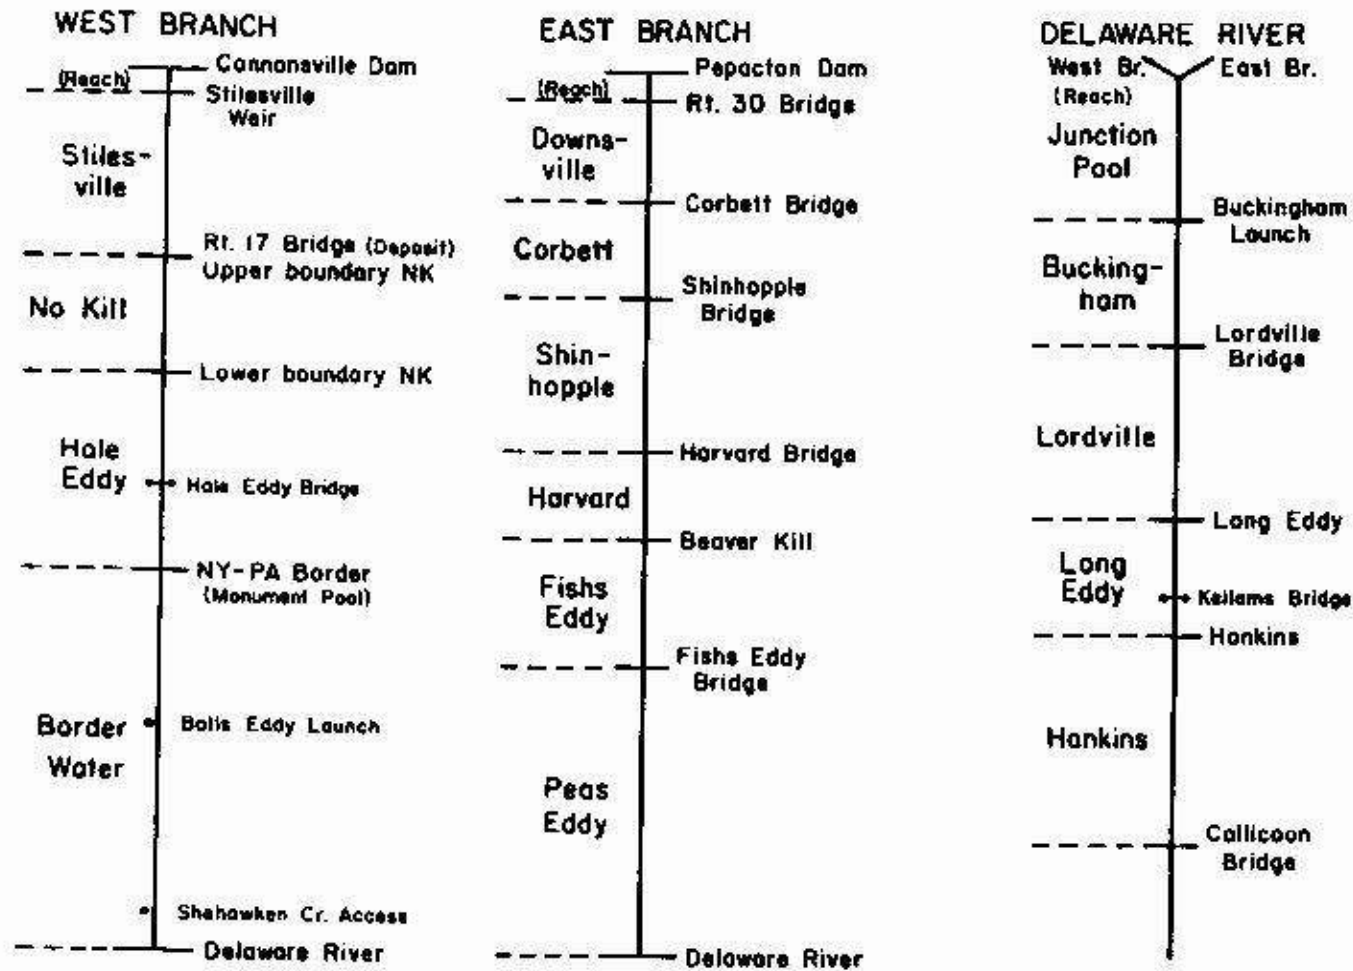 WEST BRANCH
(Reach)
Cannonsville Dam
Stilesville
Weir
Stiles-
ville
Rt. 17 Bridge (Deposit)
Upper boundary NK
No Kill
Lower boundary NK
Hale
Eddy
Hale Eddy Bridge
NY-PA Border
(Monument Pool)
Border
Water
Balls Eddy Launch
Shehawken Cr. Access
Delaware River
EAST BRANCH
(Reach)
Pepacton Dam
Rt. 30 Bridge
Downs-
ville
Corbett Bridge
Corbett
Shinhopple
Bridge
Shin-
hopple
Harvard Bridge
Harvard
Beaver Kill
Fishs
Eddy
Fishs Eddy
Bridge
Peas
Eddy
Delaware River
DELAWARE RIVER
West Br. East Br.
(Reach)
Junction
Pool
Buckingham
Launch
Bucking-
ham
Lordville
Bridge
Lordville
Long Eddy
Long
Eddy
Kellams Bridge
Hankins
Hankins
Callicoon
Bridge